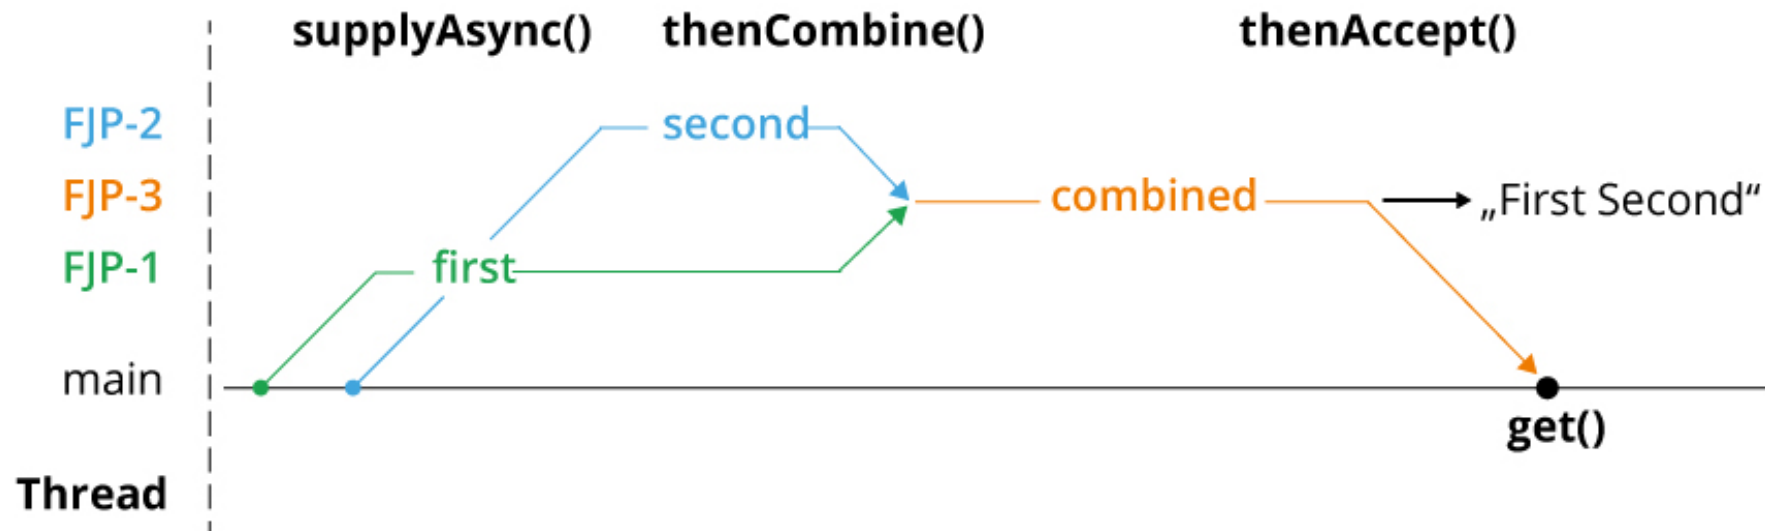 supplyAsync() thenCombine() thenAccept()
FJP-2 second
FJP-3 combined „First Second“
FJP-1 first
main
get()
Thread